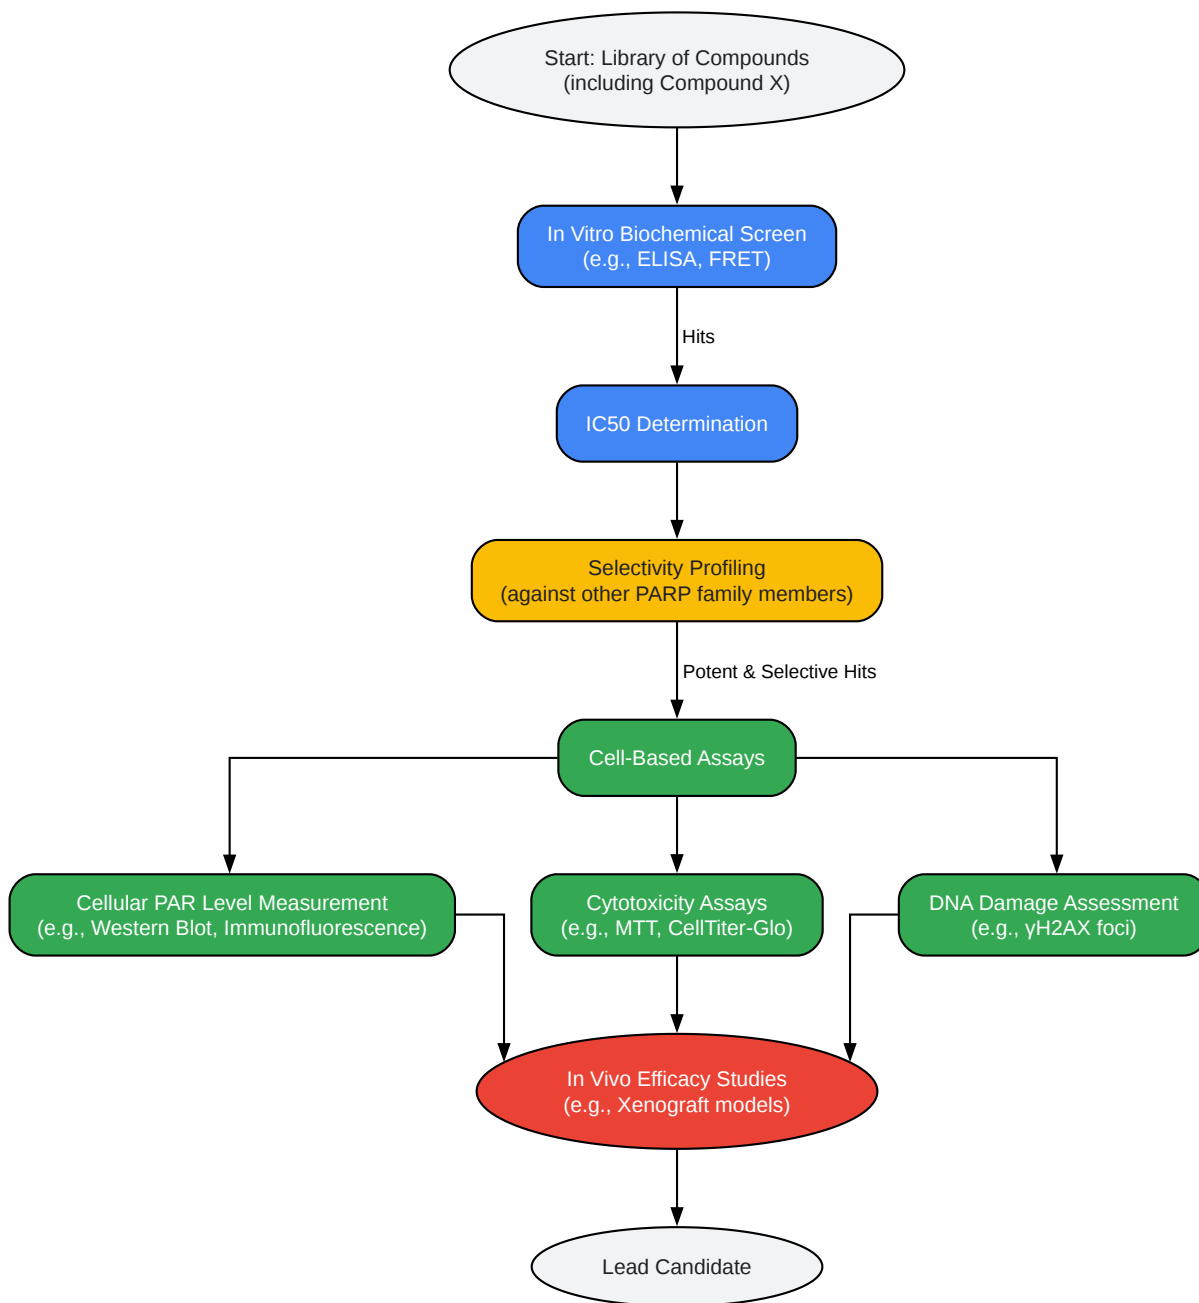 Start: Library of Compounds
(including Compound X)
In Vitro Biochemical Screen
(e.g., ELISA, FRET)
Hits
IC50 Determination
Selectivity Profiling
(against other PARP family members)
Potent & Selective Hits
Cell-Based Assays
Cellular PAR Level Measurement
(e.g., Western Blot, Immunofluorescence)
Cytotoxicity Assays
(e.g., MTT, CellTiter-Glo)
DNA Damage Assessment
(e.g., γH2AX foci)
In Vivo Efficacy Studies
(e.g., Xenograft models)
Lead Candidate